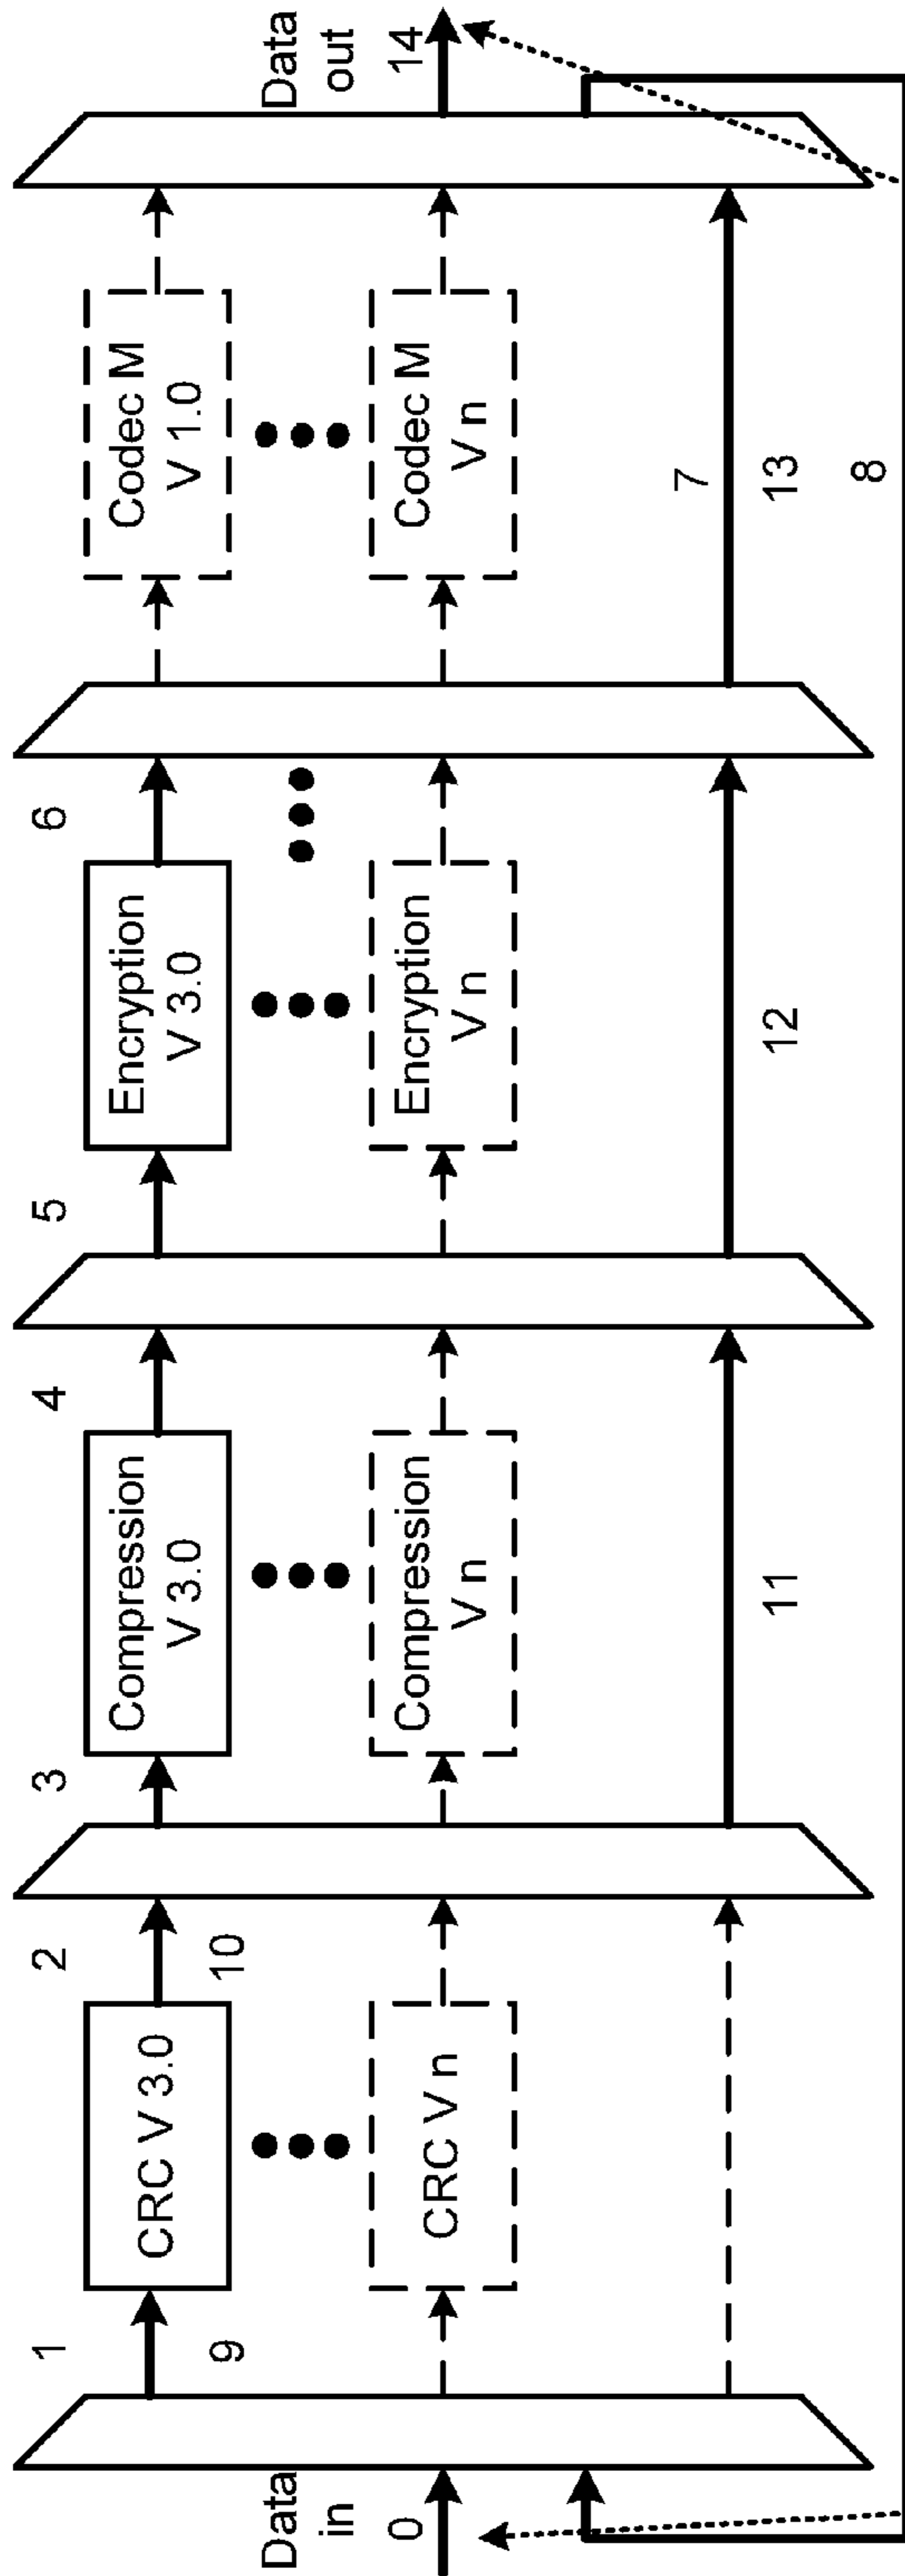 Data
in
0
1
9
CRC V 3.0
CRC V n
2
10
3
Compression
V 3.0
Compression
V n
4
11
5
Encryption
V 3.0
Encryption
V n
6
12
Codec M
V 1.0
Codec M
V n
7
13
8
Data
out
14